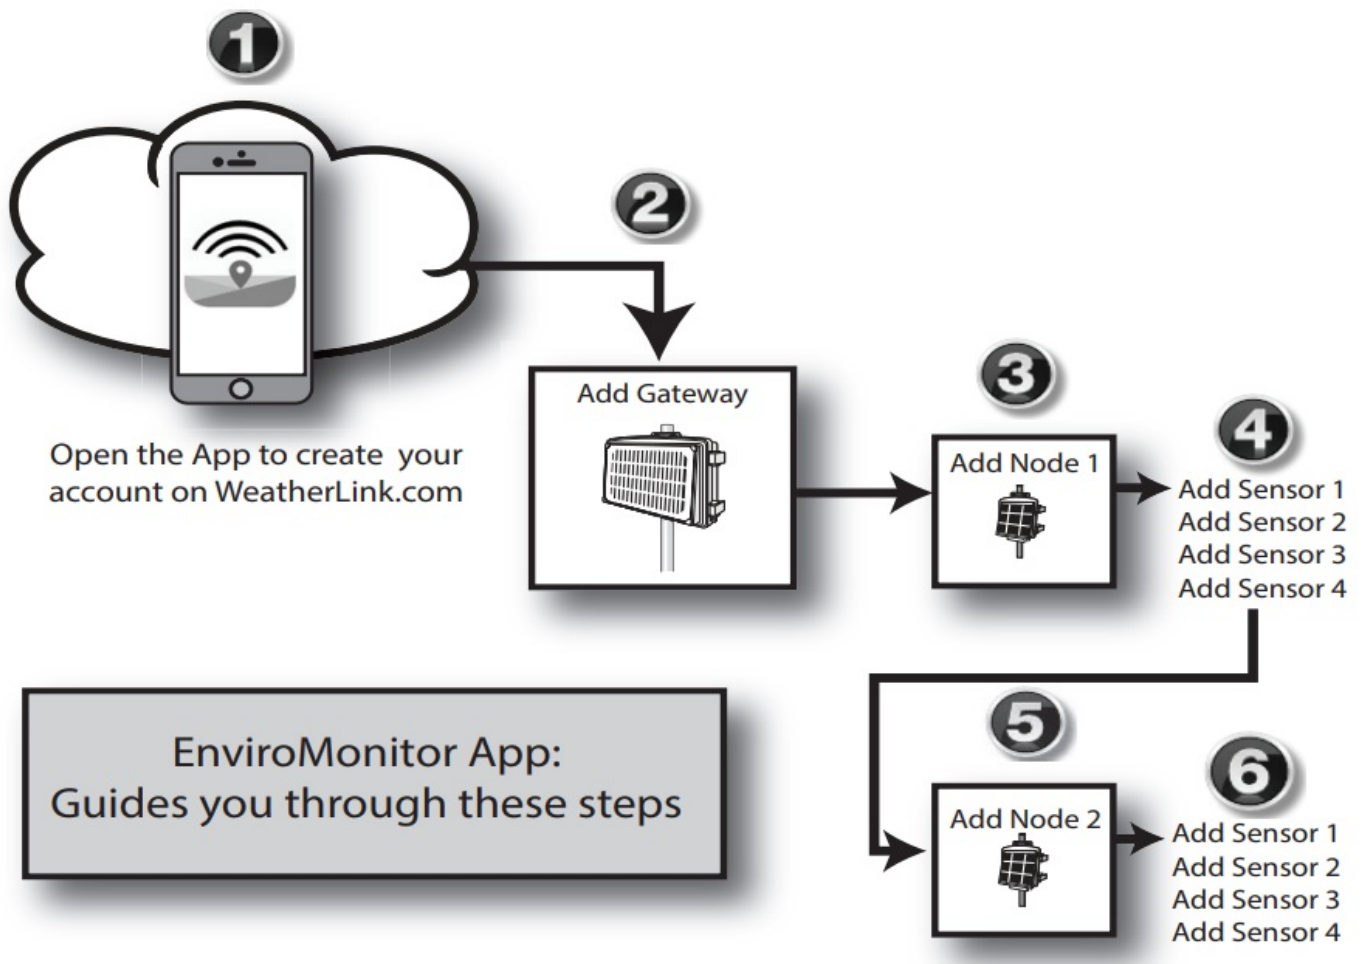 1
Open the App to create your
account on WeatherLink.com
2
Add Gateway
3
Add Node 1
4
Add Sensor 1
Add Sensor 2
Add Sensor 3
Add Sensor 4
EnviroMonitor App:
Guides you through these steps
5
Add Node 2
6
Add Sensor 1
Add Sensor 2
Add Sensor 3
Add Sensor 4